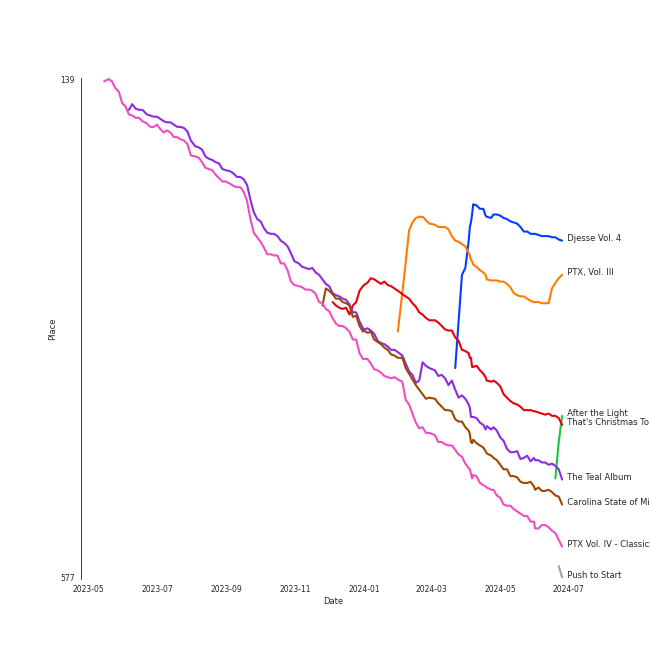 139
Place
577
2023-05
2023-07
2023-09
2023-11
2024-01
2024-03
2024-05
2024-07
Date
Djesse Vol. 4
PTX, Vol. III
After the Light
That's Christmas To
The Teal Album
Carolina State of Mi
PTX Vol. IV - Classic
Push to Start